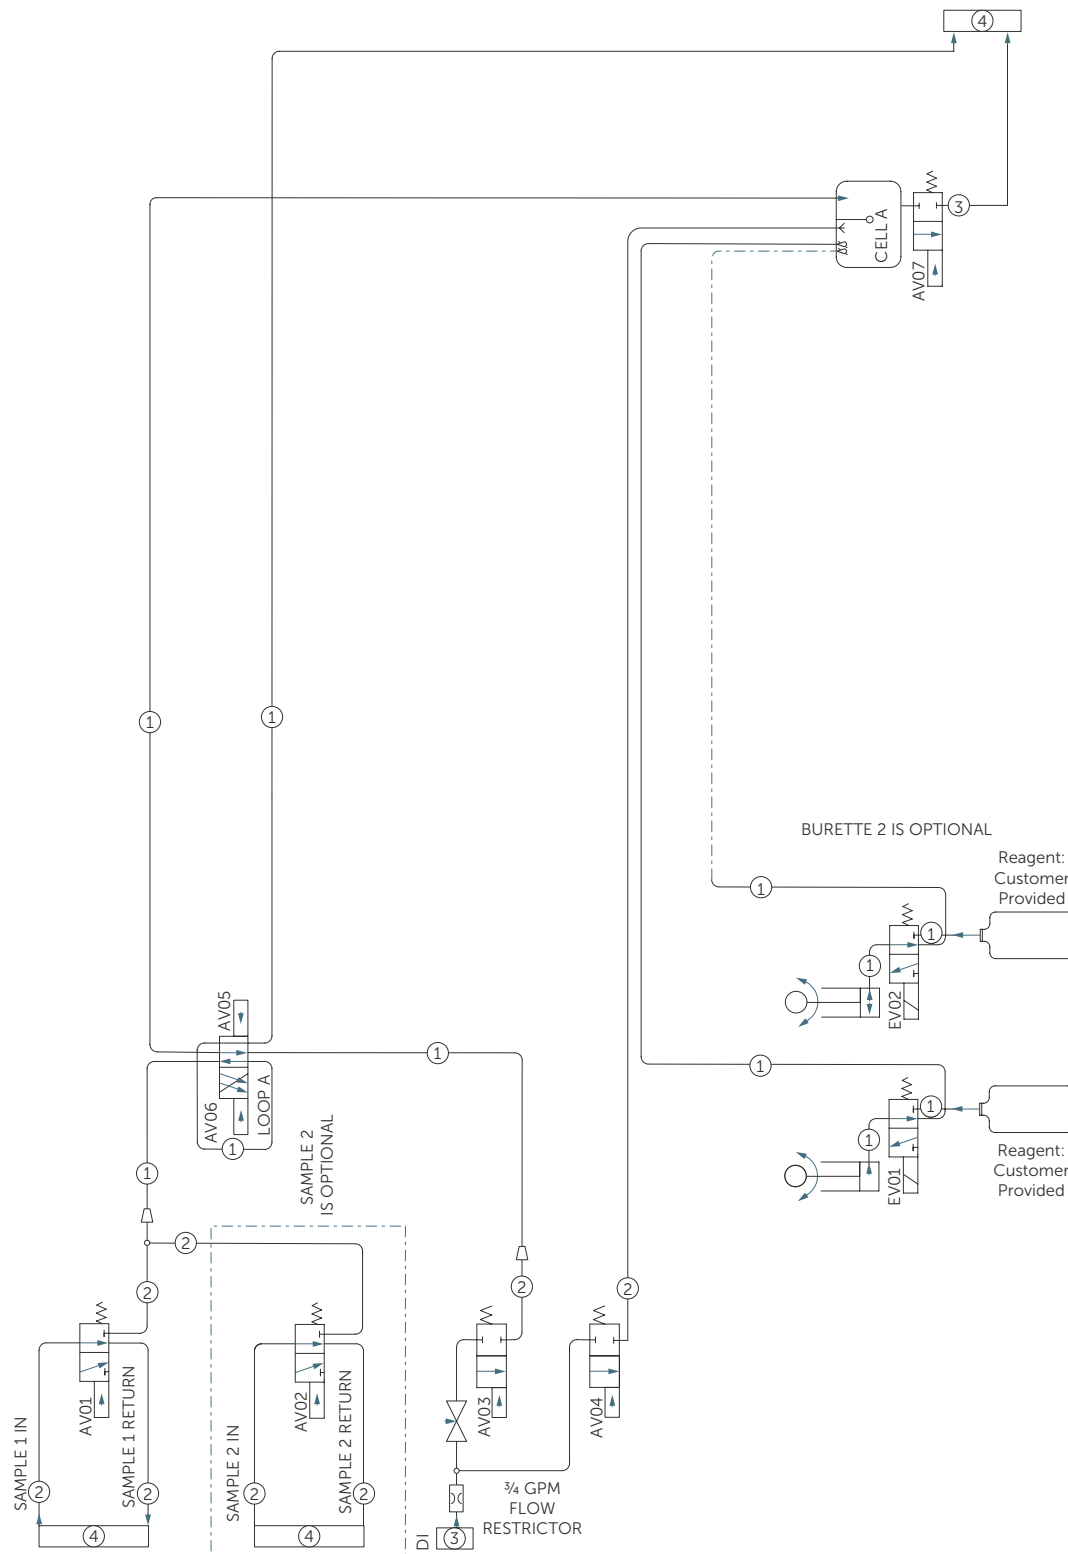 4
3
CELL A
AV07
1
1
BURETTE 2 IS OPTIONAL
Reagent:
Customer
Provided
1
1
1
EV02
AV05
AV06
LOOP A
1
1
1
1
1
1
EV01
Reagent:
Customer
Provided
SAMPLE 2
IS OPTIONAL
2
2
2
2
AV01
AV02
AV03
AV04
SAMPLE 1 IN
SAMPLE 1 RETURN
SAMPLE 2 IN
SAMPLE 2 RETURN
2
2
2
2
¾ GPM
FLOW
RESTRICTOR
DI
4
4
3